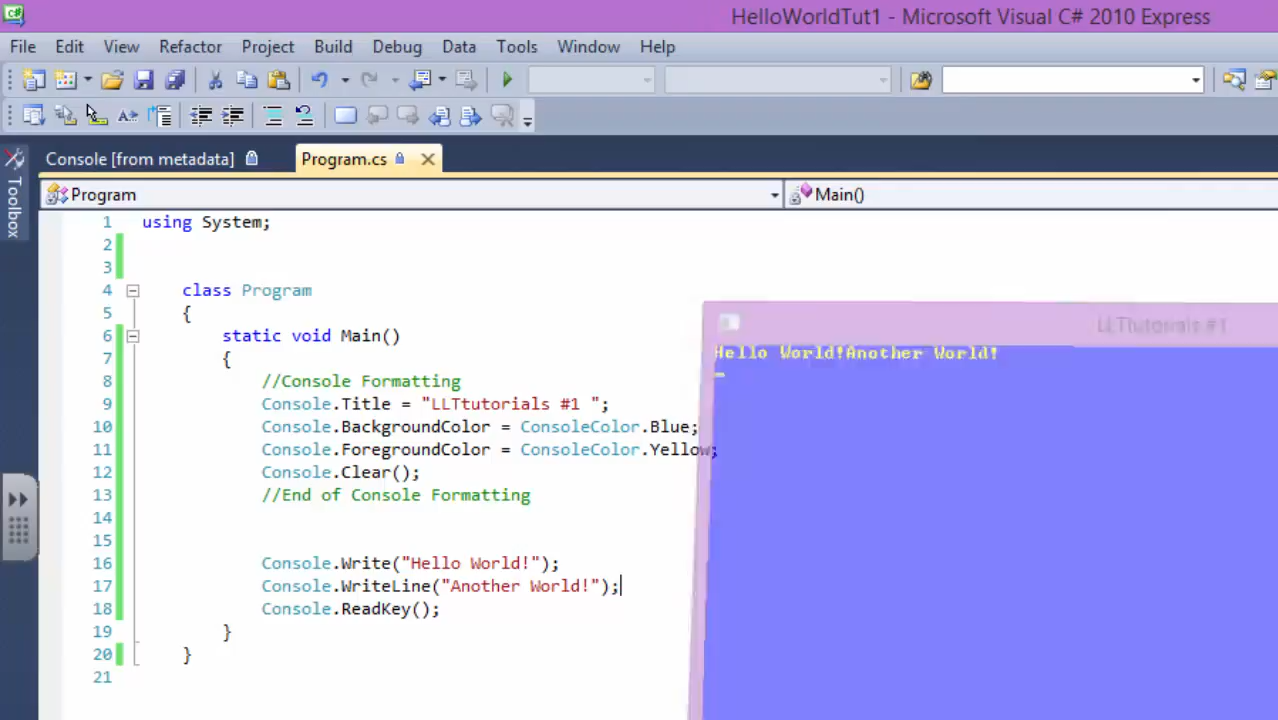 HelloWorldTut1 - Microsoft Visual C# 2010 Express
File Edit View Refactor Project Build Debug Data Tools Window Help
Console [from metadata] Program.cs
Toolbox
Program Main()
1 using System;
2
3
4 class Program
5 {
6 static void Main()
7 {
8 //Console Formatting
9 Console.Title = "LLTtutorials #1 ";
10 Console.BackgroundColor = ConsoleColor.Blue;
11 Console.ForegroundColor = ConsoleColor.Yellow;
12 Console.Clear();
13 //End of Console Formatting
14
15
16 Console.Write("Hello World!");
17 Console.WriteLine("Another World!");
18 Console.ReadKey();
19 }
20 }
21
LLTtutorials #1
Hello World!Another World!